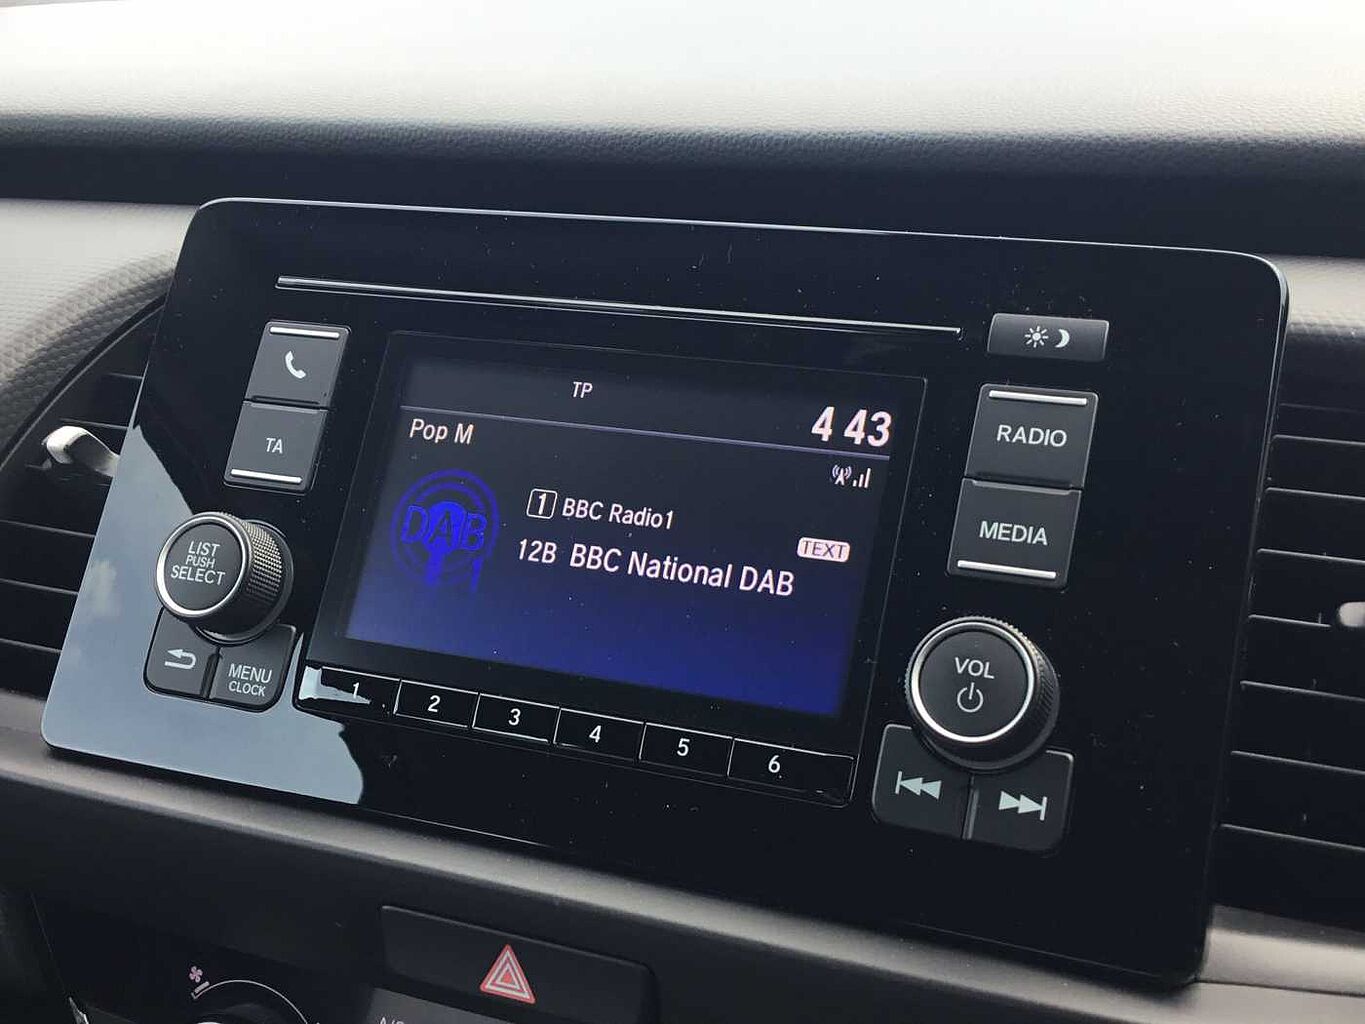 TP
4 43
Pop M
DAB
1 BBC Radio1
TEXT
12B BBC National DAB
TA
LIST
PUSH
SELECT
MENU
CLOCK
1 2 3 4 5 6
RADIO
MEDIA
VOL